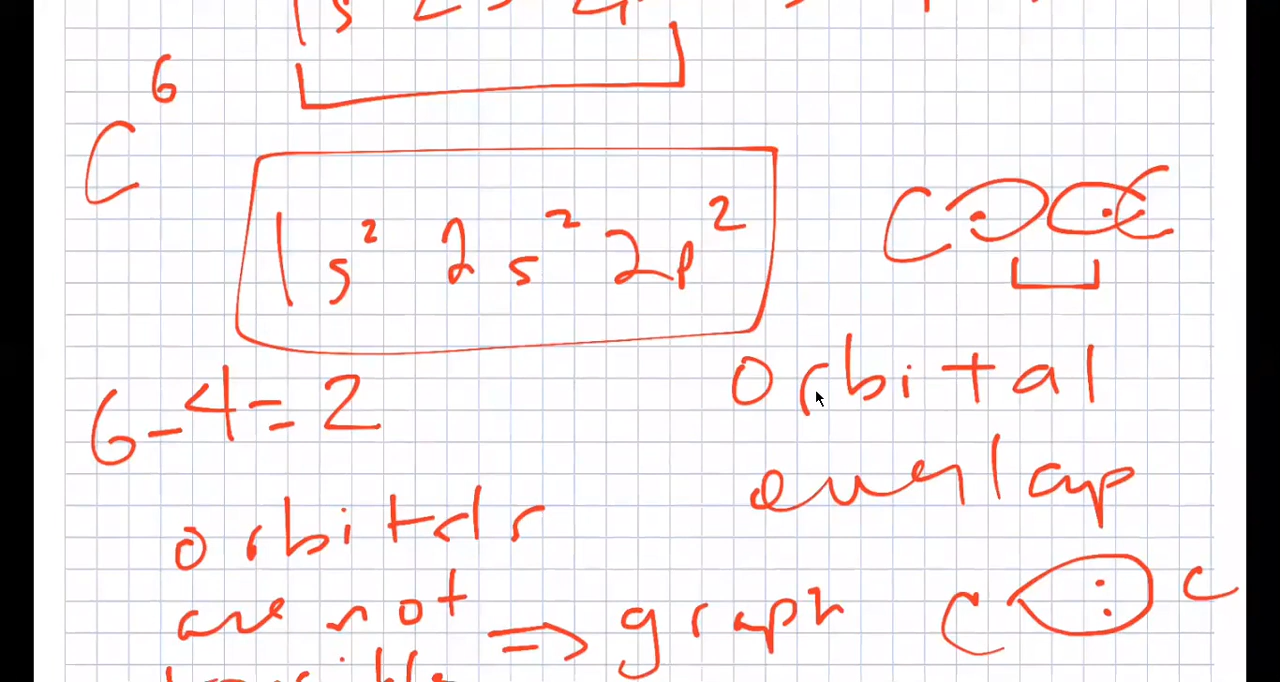 6
C
1s² 2s² 2p²
C C
6-4=2
orbital
overlap
orbitals
are not => graph
C : C